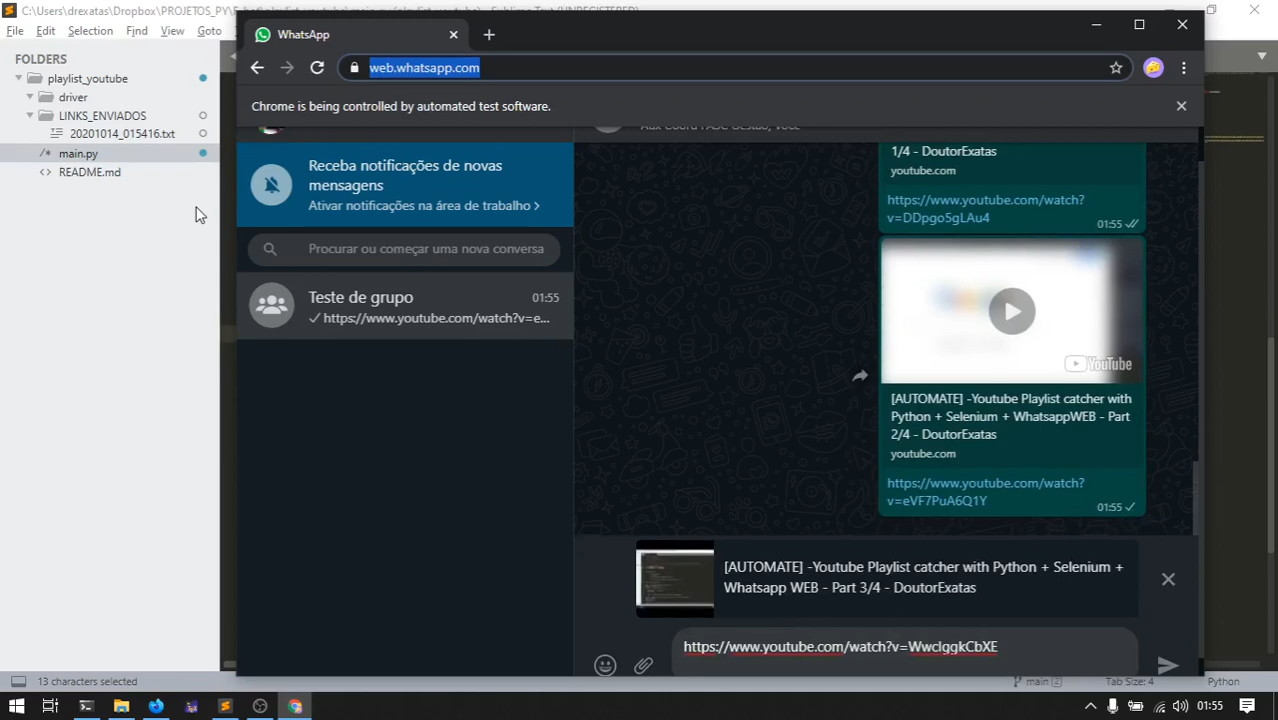 C:\Users\drexatas\Dropbox\PROJETOS_PY\
File Edit Selection Find View Goto
FOLDERS
playlist_youtube
driver
LINKS_ENVIADOS
20201014_015416.txt
main.py
README.md
WhatsApp
web.whatsapp.com
Chrome is being controlled by automated test software.
Receba notificações de novas
mensagens
Ativar notificações na área de trabalho
Procurar ou começar uma nova conversa
Teste de grupo 01:55
https://www.youtube.com/watch?v=e...
1/4 - DoutorExatas
youtube.com
https://www.youtube.com/watch?
v=DDpgo5gLAu4
01:55
YouTube
[AUTOMATE] -Youtube Playlist catcher with
Python + Selenium + WhatsappWEB - Part
2/4 - DoutorExatas
youtube.com
https://www.youtube.com/watch?
v=eVF7PuA6Q1Y
01:55
[AUTOMATE] -Youtube Playlist catcher with Python + Selenium +
Whatsapp WEB - Part 3/4 - DoutorExatas
https://www.youtube.com/watch?v=WwcIggkCbXE
13 characters selected
main 2
Tab Size: 4
Python
01:55